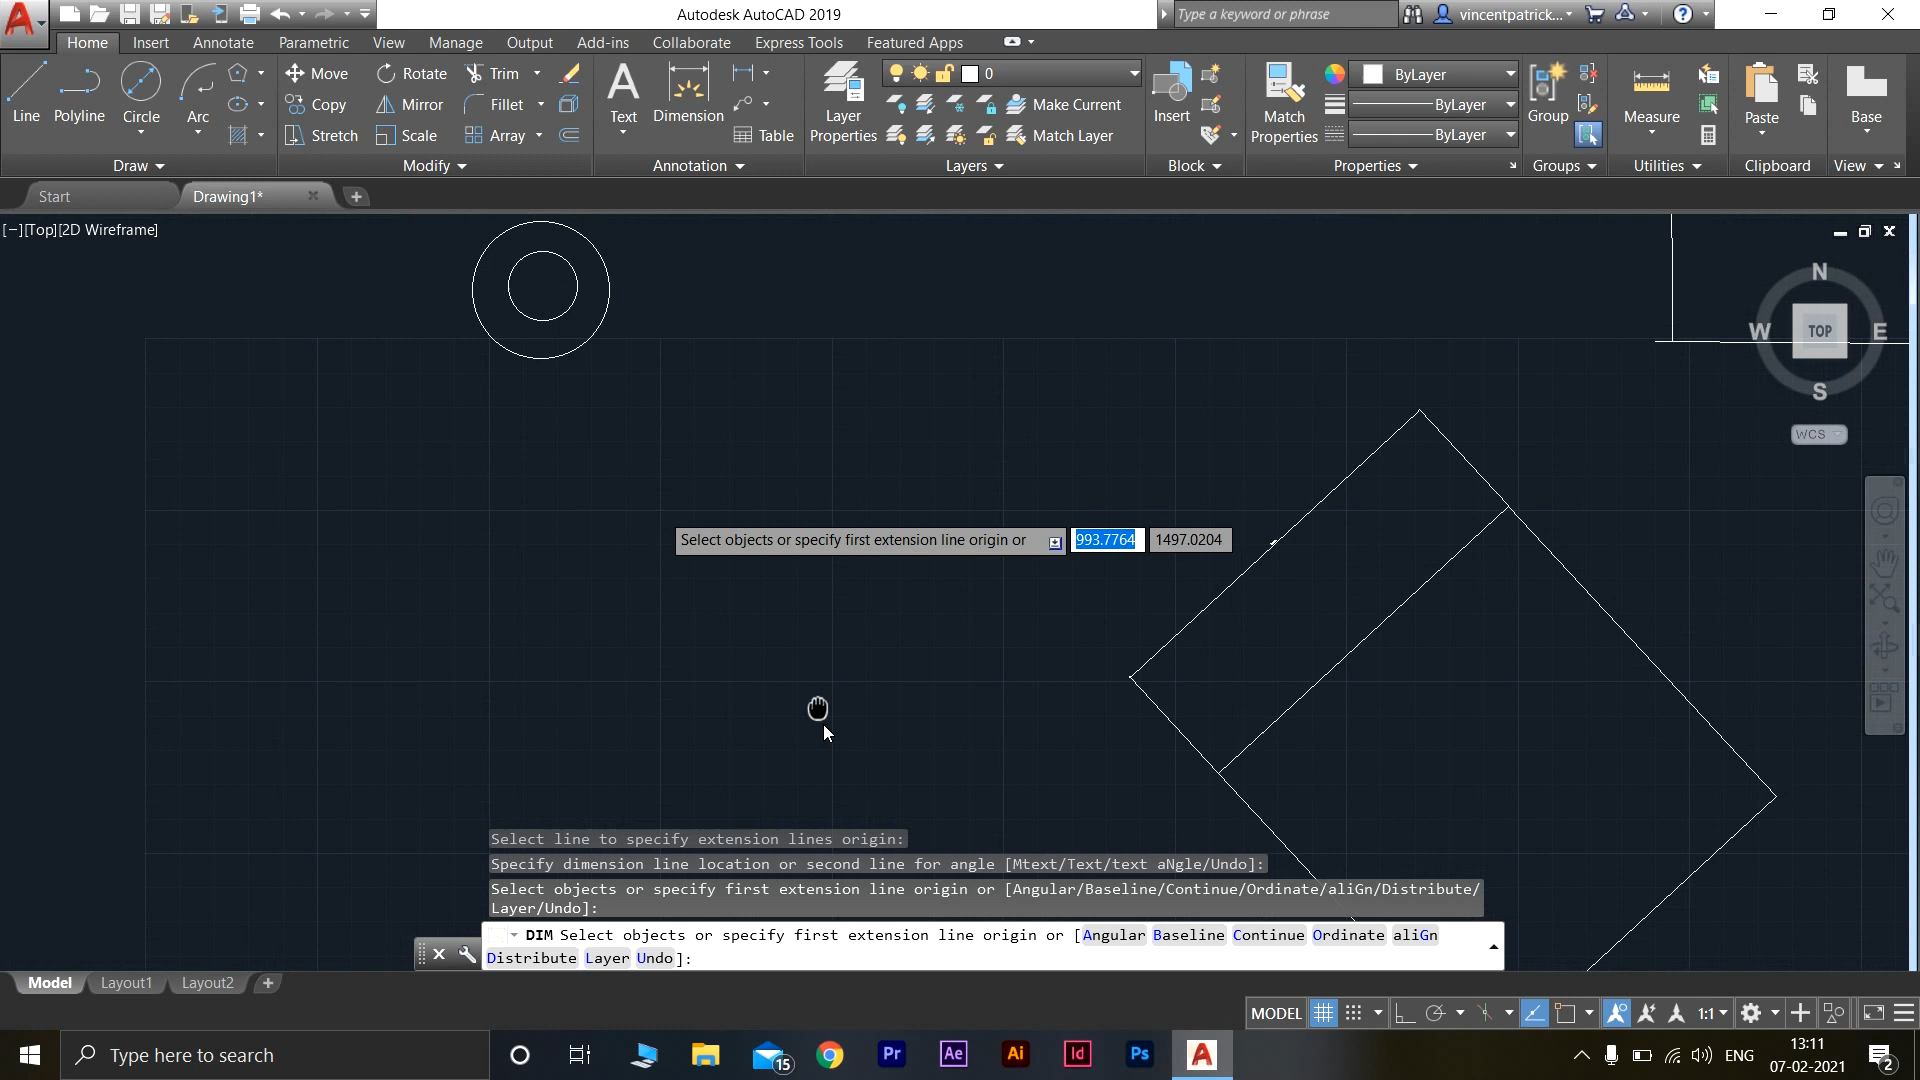 Autodesk AutoCAD 2019
Type a keyword or phrase
vincentpatrick...
Home Insert Annotate Parametric View Manage Output Add-ins Collaborate Express Tools Featured Apps
Line Polyline Circle Arc
Move Rotate Trim
Copy Mirror Fillet
Stretch Scale Array
Text Dimension Table
Layer Properties
0
Make Current
Match Layer
Insert
Match Properties
ByLayer
ByLayer
ByLayer
Group
Measure
Paste
Base
Draw Modify Annotation Layers Block Properties Groups Utilities Clipboard View
Start Drawing1*
[−][Top][2D Wireframe]
N
W TOP E
S
WCS
Select objects or specify first extension line origin or 993.7764 1497.0204
Select line to specify extension lines origin:
Specify dimension line location or second line for angle [Mtext/Text/text aNgle/Undo]:
Select objects or specify first extension line origin or [Angular/Baseline/Continue/Ordinate/aliGn/Distribute/
Layer/Undo]:
DIM Select objects or specify first extension line origin or [Angular Baseline Continue Ordinate aliGn
Distribute Layer Undo]:
Model Layout1 Layout2
MODEL 1:1
Type here to search
15
Pr Ae Ai Id Ps A
ENG
13:11
07-02-2021
2